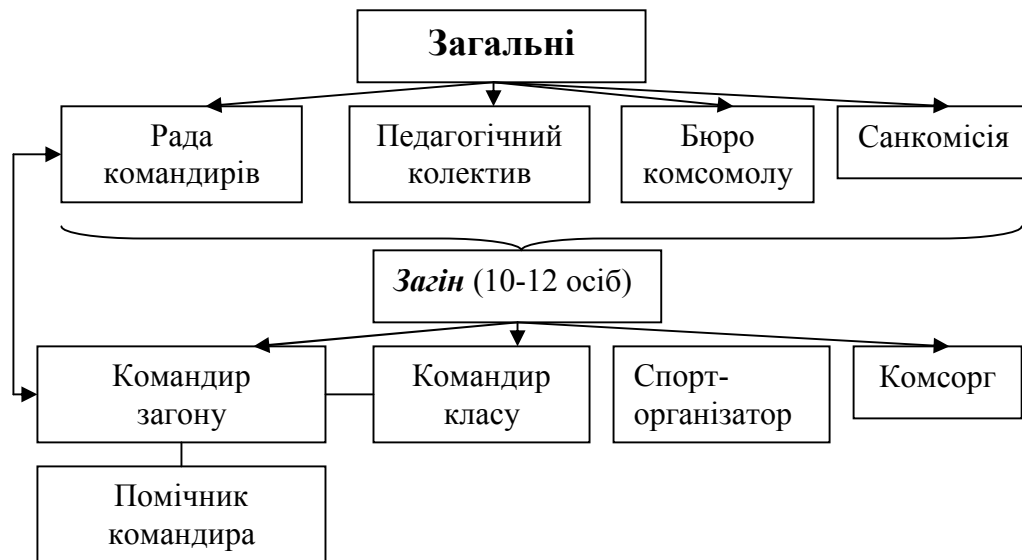 Загальні
Рада
командирів
Педагогічний
колектив
Бюро
комсомолу
Санкомісія
Загін (10-12 осіб)
Командир
загону
Командир
класу
Спорт-
організатор
Комсорг
Помічник
командира